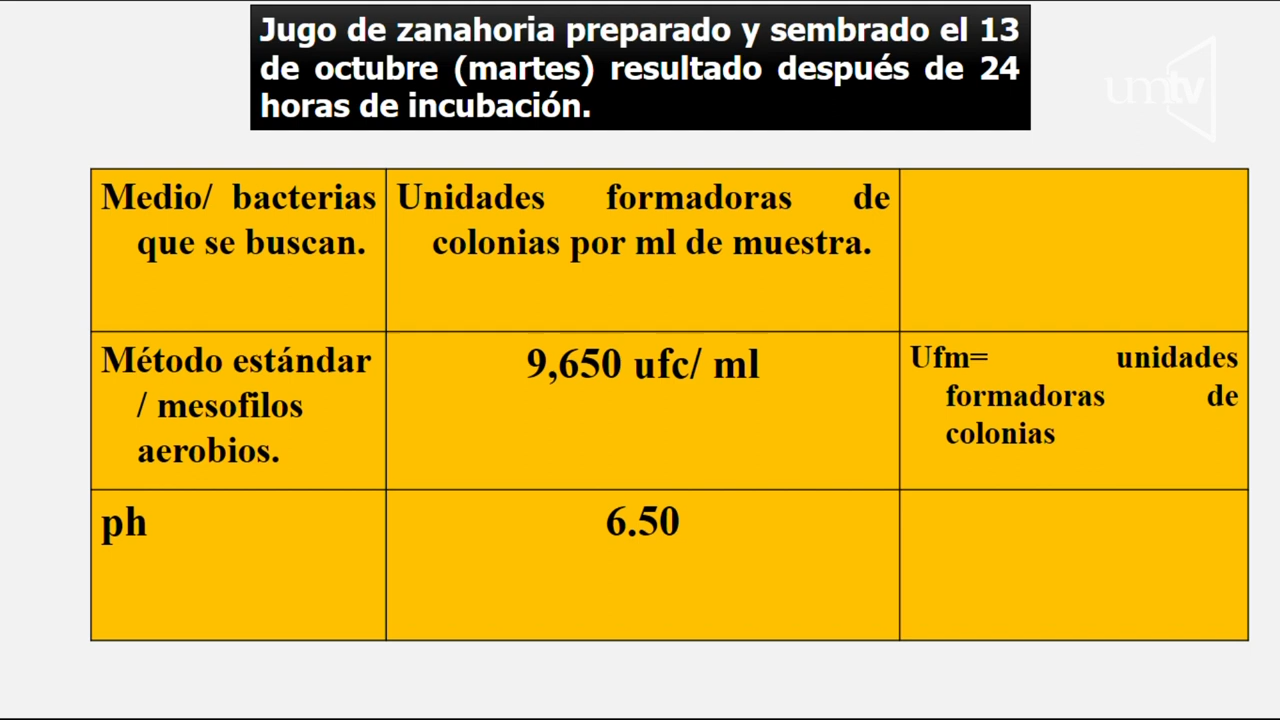 Jugo de zanahoria preparado y sembrado el 13
de octubre (martes) resultado después de 24
horas de incubación.
umtv
Medio/ bacterias
que se buscan.
Unidades formadoras de
colonias por ml de muestra.
Método estándar
/ mesofilos
aerobios.
9,650 ufc/ ml
Ufm= unidades
formadoras de
colonias
ph
6.50